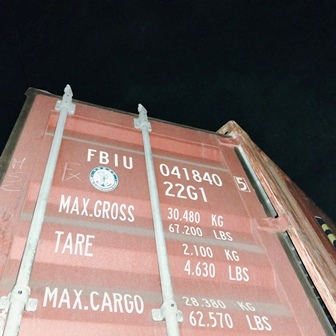 FBIU 041840 5
22G1
MAX.GROSS 30.480 KG
67.200 LBS
TARE 2.100 KG
4.630 LBS
MAX.CARGO 28.380 KG
62.570 LBS